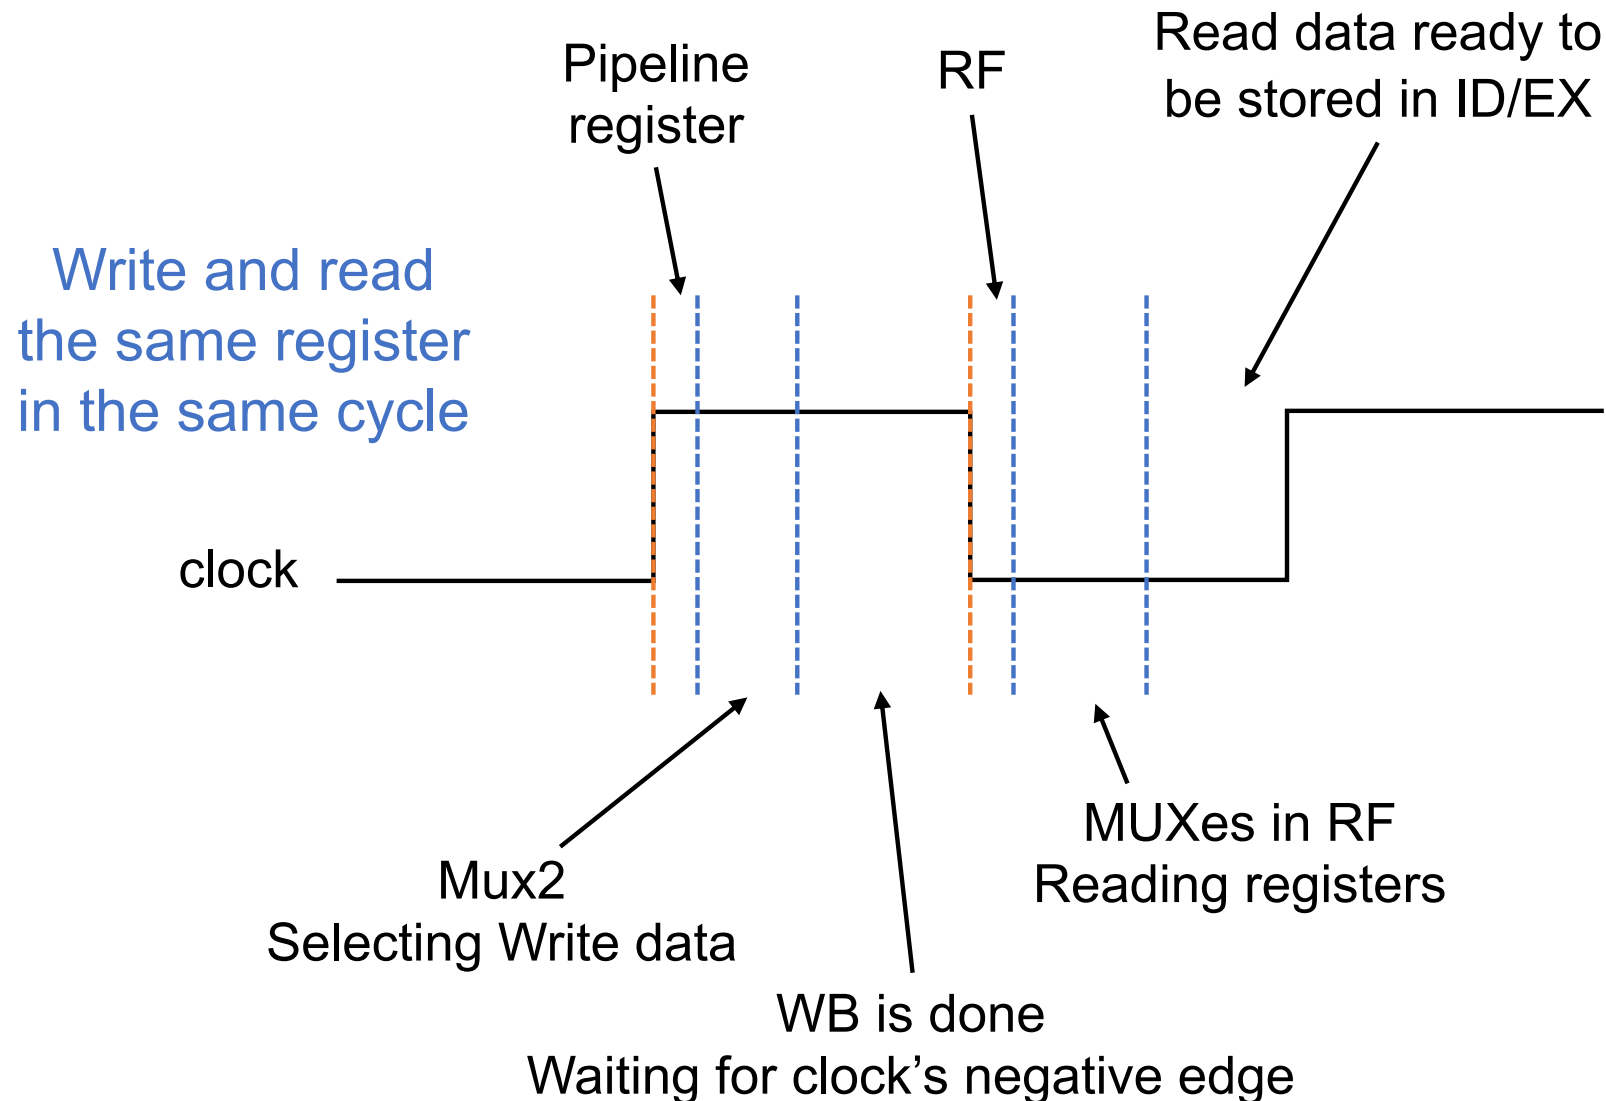 Pipeline
register
RF
Read data ready to
be stored in ID/EX
Write and read
the same register
in the same cycle
clock
Mux2
Selecting Write data
MUXes in RF
Reading registers
WB is done
Waiting for clock’s negative edge